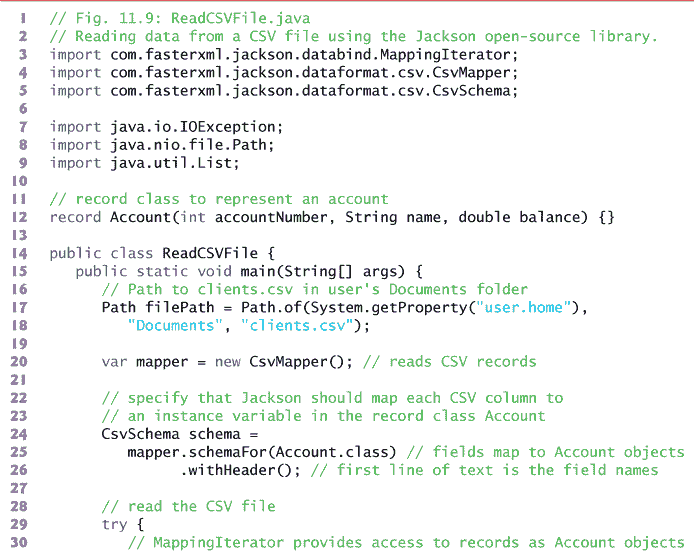 1 // Fig. 11.9: ReadCSVFile.java
2 // Reading data from a CSV file using the Jackson open-source library.
3 import com.fasterxml.jackson.databind.MappingIterator;
4 import com.fasterxml.jackson.dataformat.csv.CsvMapper;
5 import com.fasterxml.jackson.dataformat.csv.CsvSchema;
6
7 import java.io.IOException;
8 import java.nio.file.Path;
9 import java.util.List;
10
11 // record class to represent an account
12 record Account(int accountNumber, String name, double balance) {}
13
14 public class ReadCSVFile {
15    public static void main(String[] args) {
16       // Path to clients.csv in user's Documents folder
17       Path filePath = Path.of(System.getProperty("user.home"),
18          "Documents", "clients.csv");
19
20       var mapper = new CsvMapper(); // reads CSV records
21
22       // specify that Jackson should map each CSV column to
23       // an instance variable in the record class Account
24       CsvSchema schema =
25          mapper.schemaFor(Account.class) // fields map to Account objects
26                .withHeader(); // first line of text is the field names
27
28       // read the CSV file
29       try {
30          // MappingIterator provides access to records as Account objects